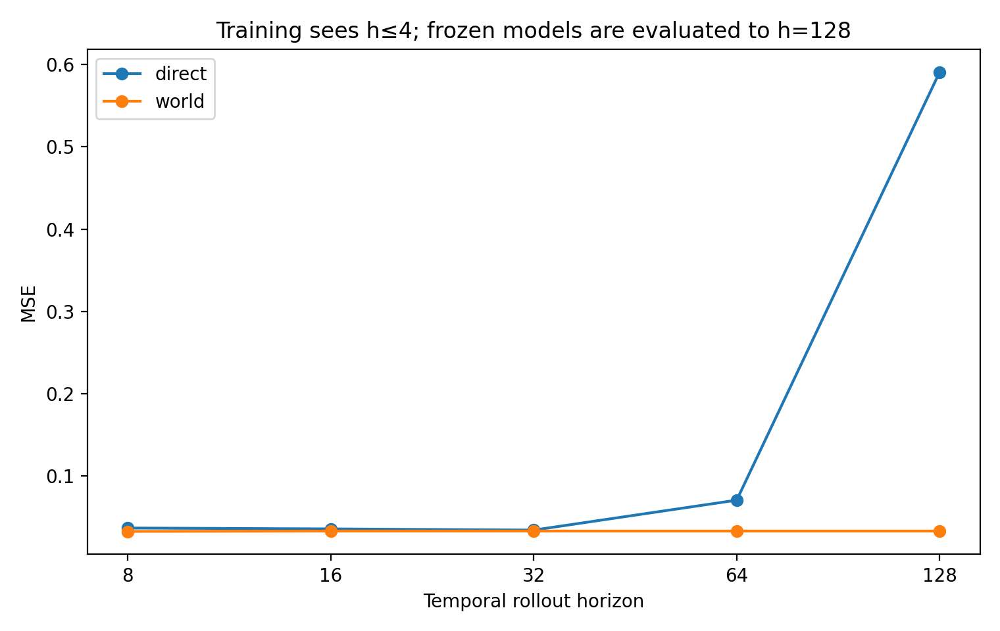 Training sees h≤4; frozen models are evaluated to h=128
direct
world
0.6
0.5
0.4
0.3
0.2
0.1
MSE
8 16 32 64 128
Temporal rollout horizon